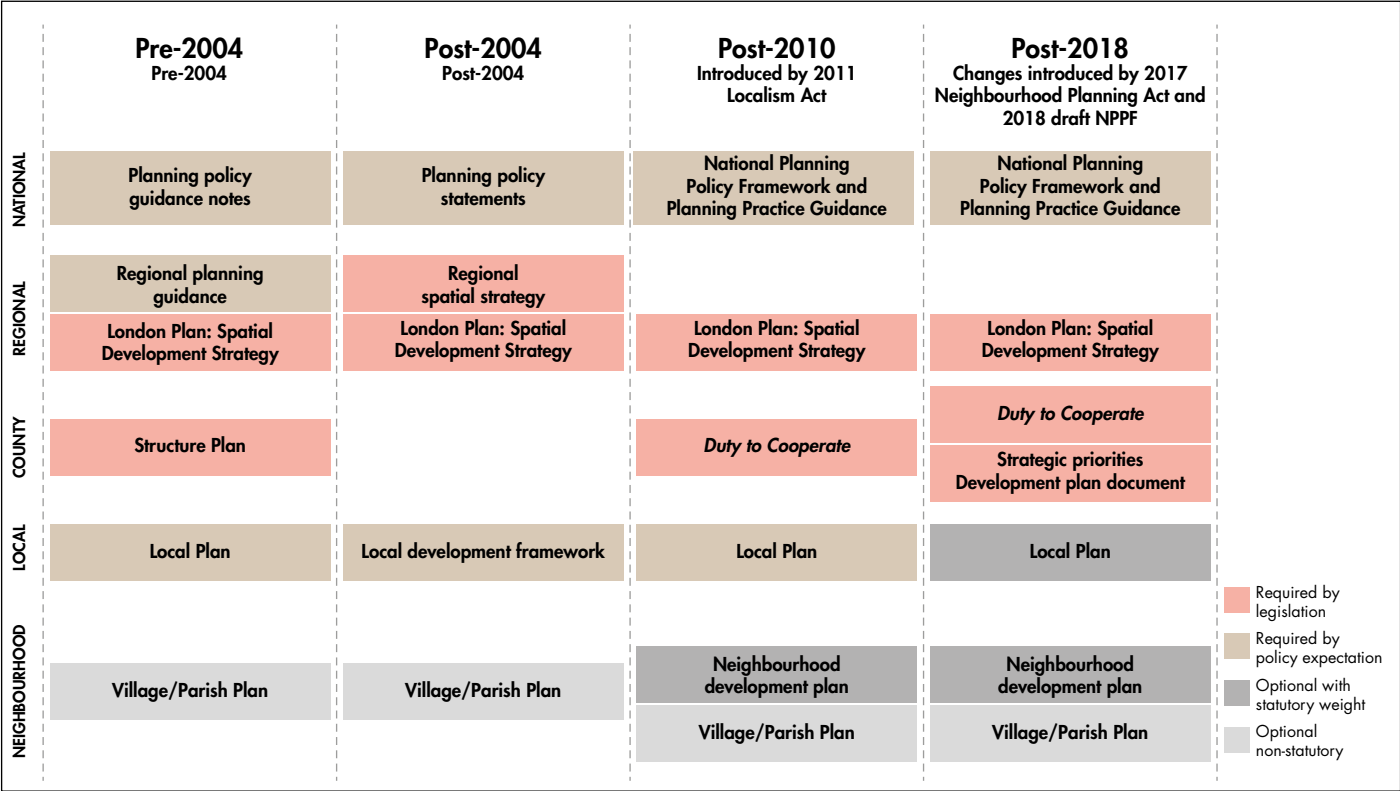 Pre-2004
Pre-2004
Post-2004
Post-2004
Post-2010
Introduced by 2011
Localism Act
Post-2018
Changes introduced by 2017
Neighbourhood Planning Act and
2018 draft NPPF
NATIONAL
Planning policy
guidance notes
Planning policy
statements
National Planning
Policy Framework and
Planning Practice Guidance
National Planning
Policy Framework and
Planning Practice Guidance
REGIONAL
Regional planning
guidance
London Plan: Spatial
Development Strategy
Regional
spatial strategy
London Plan: Spatial
Development Strategy
London Plan: Spatial
Development Strategy
London Plan: Spatial
Development Strategy
COUNTY
Structure Plan
Duty to Cooperate
Duty to Cooperate
Strategic priorities
Development plan document
LOCAL
Local Plan
Local development framework
Local Plan
Local Plan
NEIGHBOURHOOD
Village/Parish Plan
Village/Parish Plan
Neighbourhood
development plan
Village/Parish Plan
Neighbourhood
development plan
Village/Parish Plan
Required by
legislation
Required by
policy expectation
Optional with
statutory weight
Optional
non-statutory